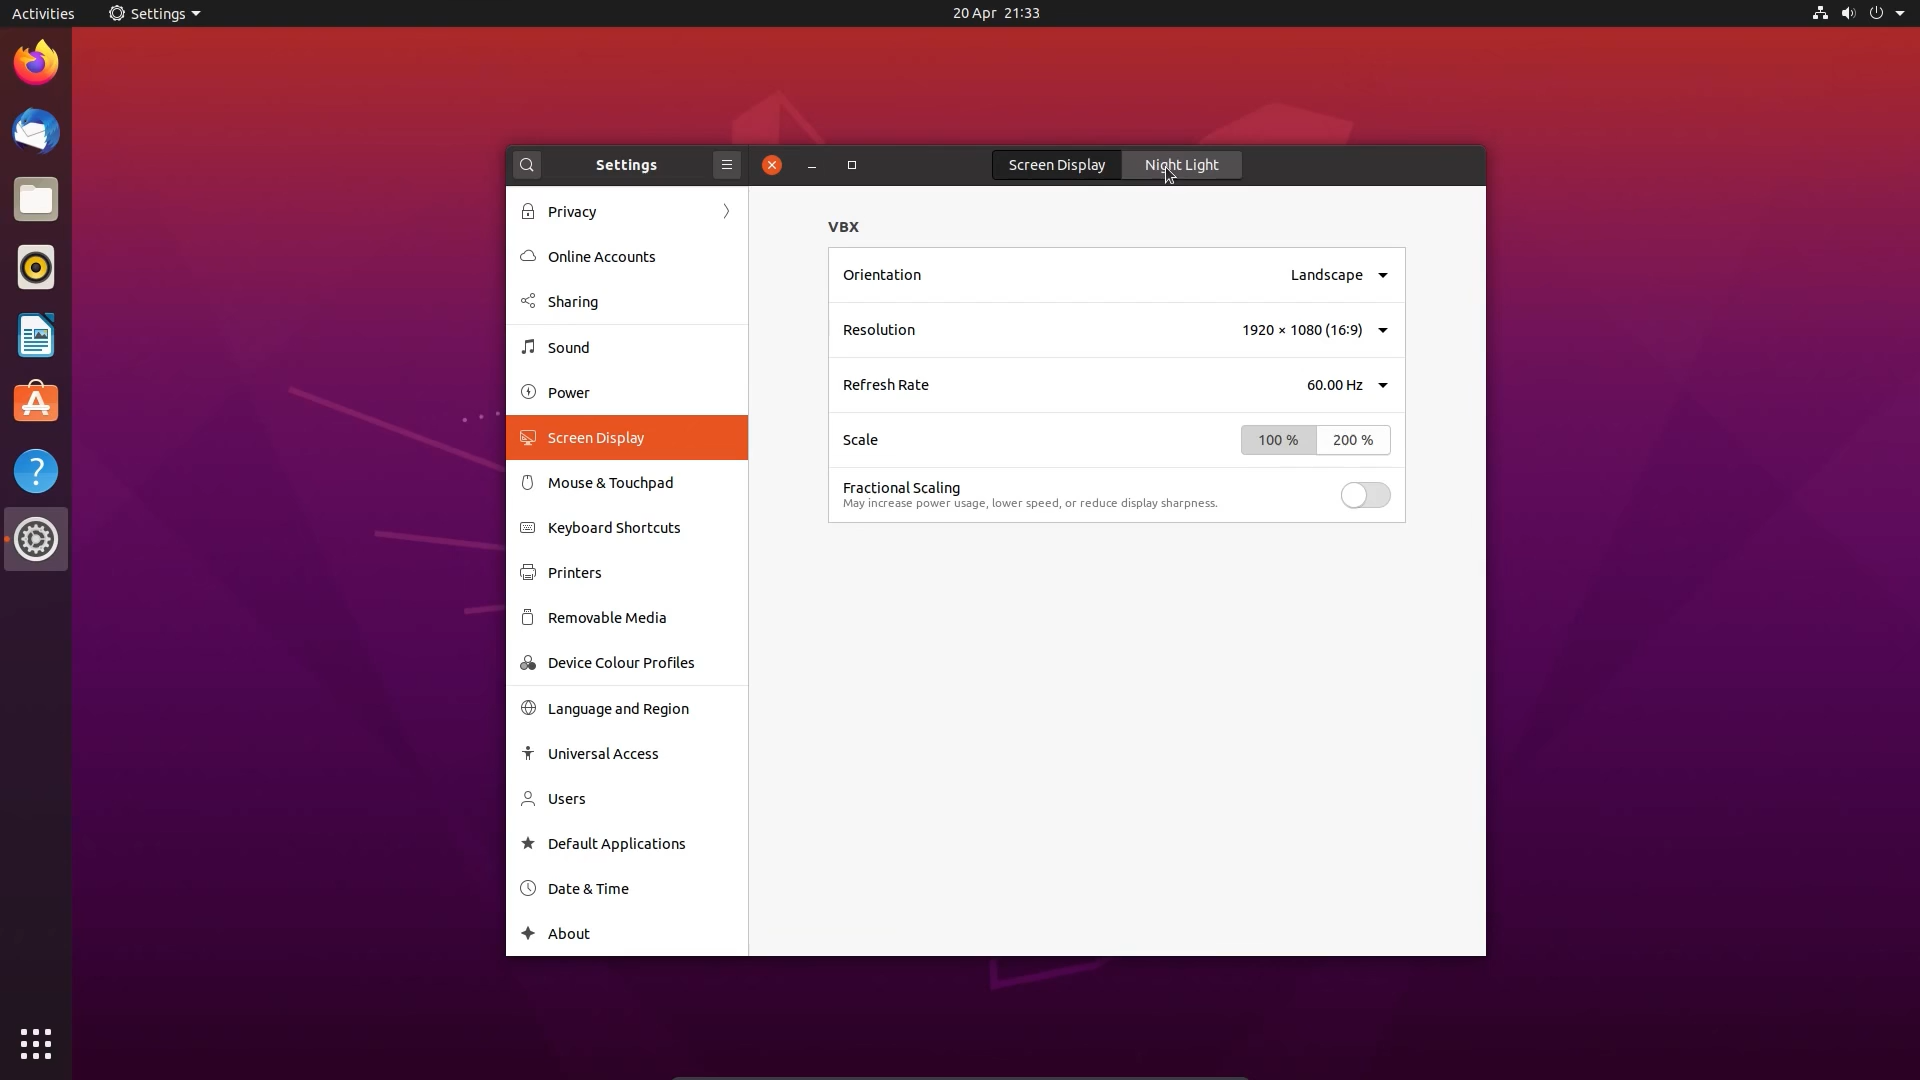 Activities
Settings
20 Apr 21:33
Settings
Screen Display
Night Light
Privacy
Online Accounts
Sharing
Sound
Power
Screen Display
Mouse & Touchpad
Keyboard Shortcuts
Printers
Removable Media
Device Colour Profiles
Language and Region
Universal Access
Users
Default Applications
Date & Time
About
VBX
Orientation
Landscape
Resolution
1920 × 1080 (16:9)
Refresh Rate
60.00 Hz
Scale
100 %
200 %
Fractional Scaling
May increase power usage, lower speed, or reduce display sharpness.